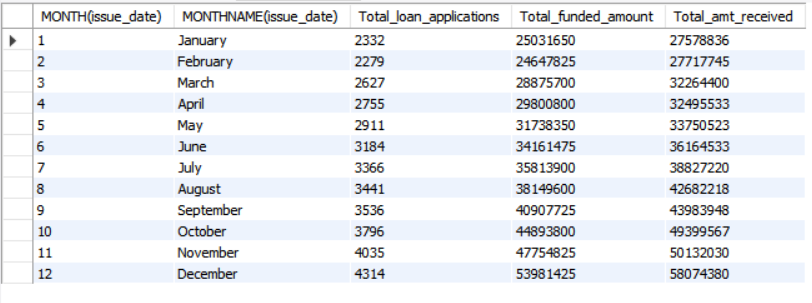 MONTH(issue_date) MONTHNAME(issue_date) Total_loan_applications Total_funded_amount Total_amt_received
1 January 2332 25031650 27578836
2 February 2279 24647825 27717745
3 March 2627 28875700 32264400
4 April 2755 29800800 32495533
5 May 2911 31738350 33750523
6 June 3184 34161475 36164533
7 July 3366 35813900 38827220
8 August 3441 38149600 42682218
9 September 3536 40907725 43983948
10 October 3796 44893800 49399567
11 November 4035 47754825 50132030
12 December 4314 53981425 58074380